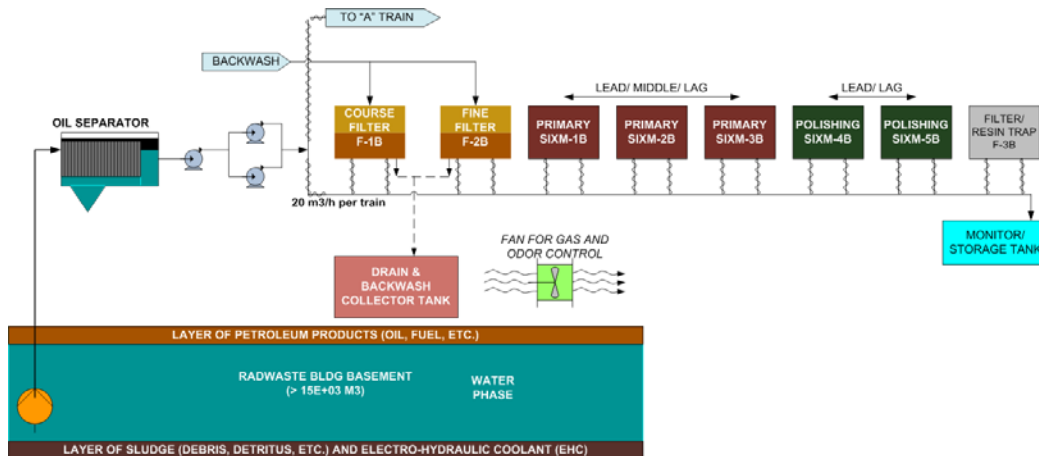 TO "A" TRAIN
BACKWASH
OIL SEPARATOR
COURSE
FILTER
F-1B
FINE
FILTER
F-2B
LEAD/ MIDDLE/ LAG
PRIMARY
SIXM-1B
PRIMARY
SIXM-2B
PRIMARY
SIXM-3B
LEAD/ LAG
POLISHING
SIXM-4B
POLISHING
SIXM-5B
FILTER/
RESIN TRAP
F-3B
20 m3/h per train
MONITOR/
STORAGE TANK
FAN FOR GAS AND
ODOR CONTROL
DRAIN &
BACKWASH
COLLECTOR TANK
LAYER OF PETROLEUM PRODUCTS (OIL, FUEL, ETC.)
RADWASTE BLDG BASEMENT
(> 15E+03 M3)
WATER
PHASE
LAYER OF SLUDGE (DEBRIS, DETRITUS, ETC.) AND ELECTRO-HYDRAULIC COOLANT (EHC)